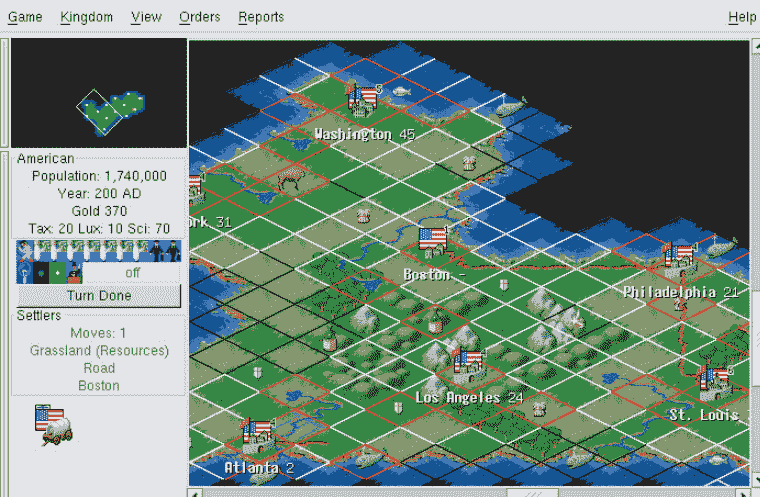 Game Kingdom View Orders Reports Help
American
Population: 1,740,000
Year: 200 AD
Gold 370
Tax: 20 Lux: 10 Sci: 70
off
Turn Done
Settlers
Moves: 1
Grassland (Resources)
Road
Boston
Washington 45
ork 31
Boston -
Philadelphia 21
Los Angeles 24
St. Louis
Atlanta 2